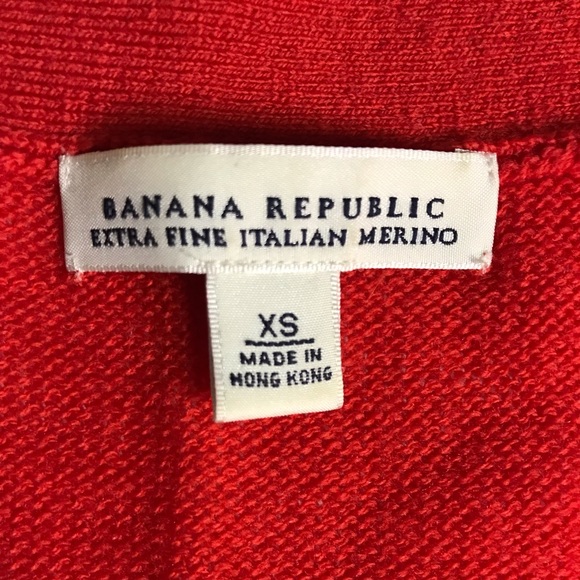 BANANA REPUBLIC
EXTRA FINE ITALIAN MERINO
XS
MADE IN
HONG KONG